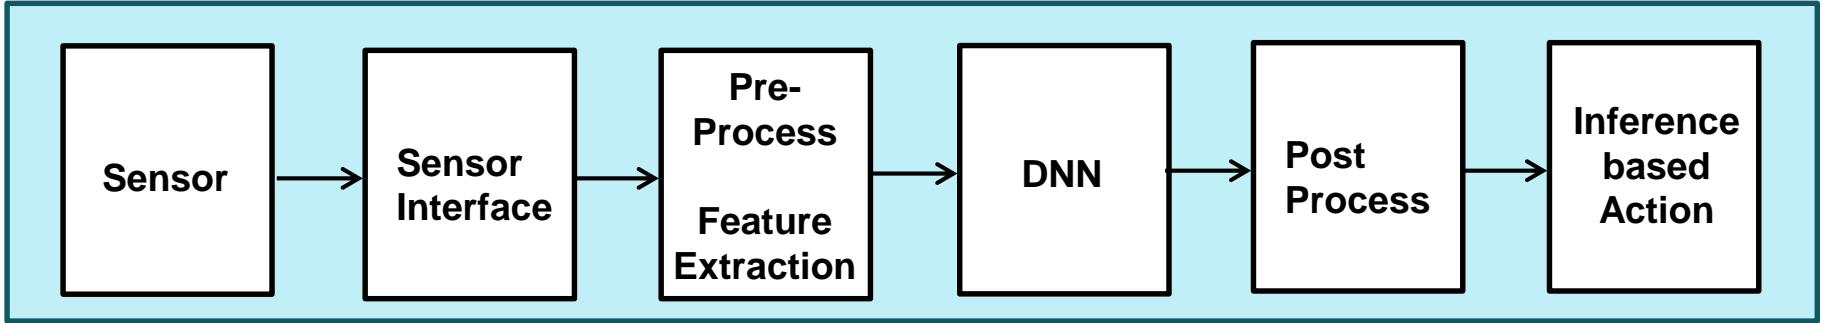 Sensor
Sensor
Interface
Pre-
Process
Feature
Extraction
DNN
Post
Process
Inference
based
Action